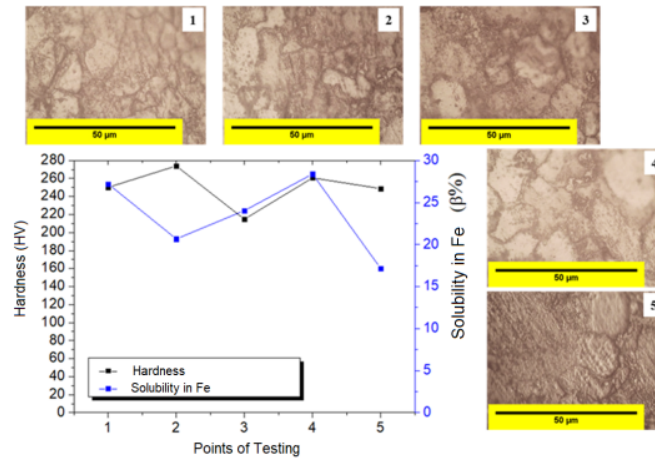 1
2
3
50 µm
50 µm
50 µm
4
50 µm
5
50 µm
280
260
240
220
200
180
160
140
120
100
80
60
40
20
0
Hardness (HV)
30
25
20
15
10
5
0
Solubility in Fe (β%)
Hardness
Solubility in Fe
1 2 3 4 5
Points of Testing